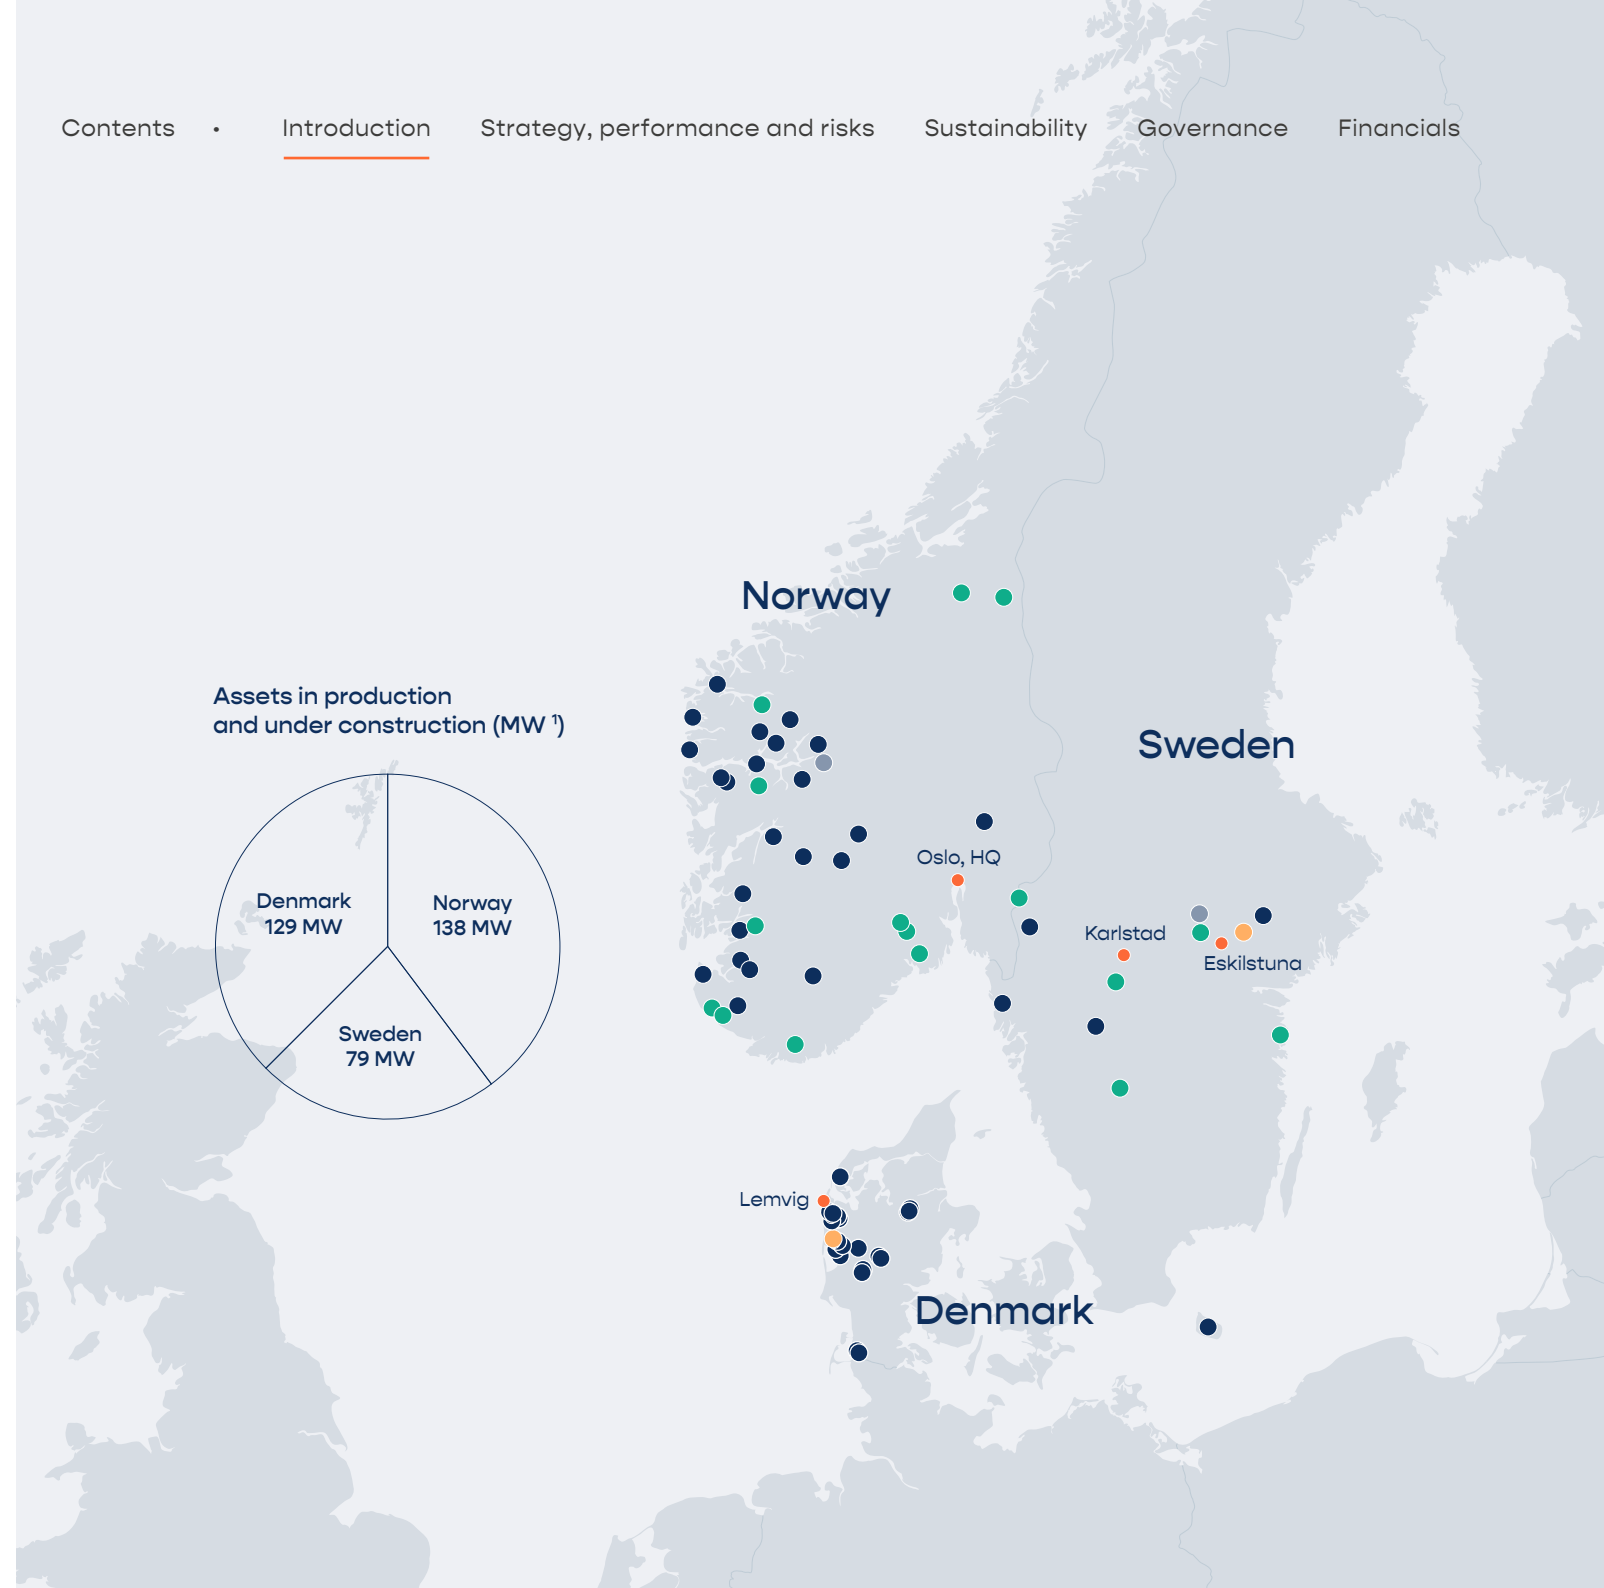 Contents • Introduction Strategy, performance and risks Sustainability Governance Financials
Norway
Assets in production
and under construction (MW ¹)
Sweden
Denmark
129 MW
Norway
138 MW
Sweden
79 MW
Oslo, HQ
Karlstad
Eskilstuna
Lemvig
Denmark